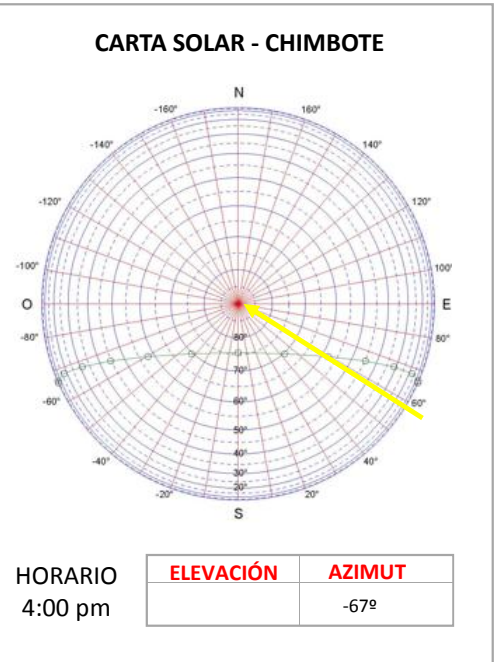 CARTA SOLAR - CHIMBOTE
N
-160° 160°
-140° 140°
-120° 120°
-100° 100°
O E
-80° 80° 80°
70°
-60° 60° 60°
50°
-40° 40° 40°
30°
-20° 20° 20°
S
HORARIO ELEVACIÓN AZIMUT
4:00 pm -67º